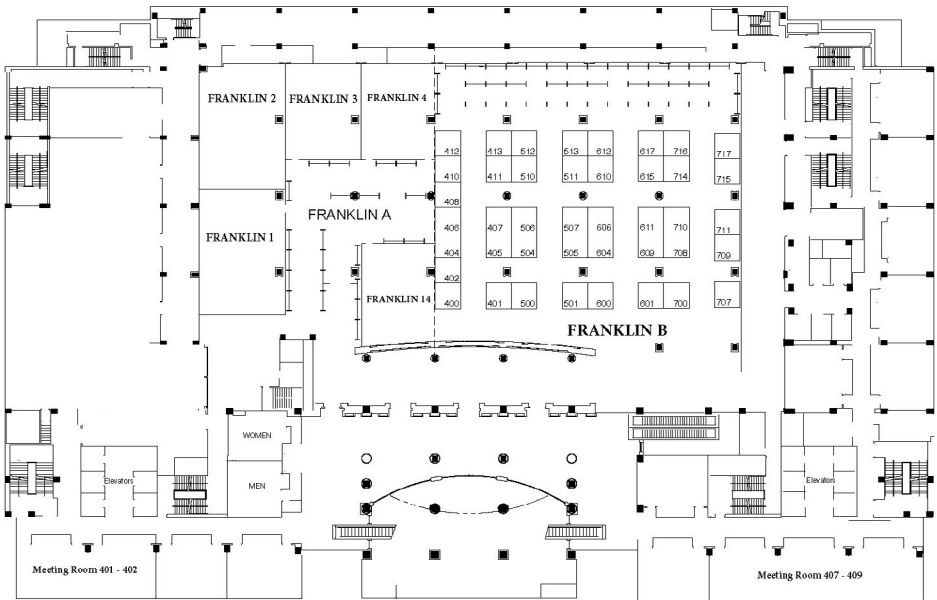 FRANKLIN 2
FRANKLIN 3
FRANKLIN 4
412
413 512
513 612
617 716
717
410
411 510
511 610
615 714
715
408
FRANKLIN A
FRANKLIN 1
406
407 506
507 606
611 710
711
404
405 504
505 604
609 708
709
402
FRANKLIN 14
400
401 500
501 600
601 700
707
FRANKLIN B
WOMEN
MEN
Elevators
Elevators
Meeting Room 401 - 402
Meeting Room 407 - 409